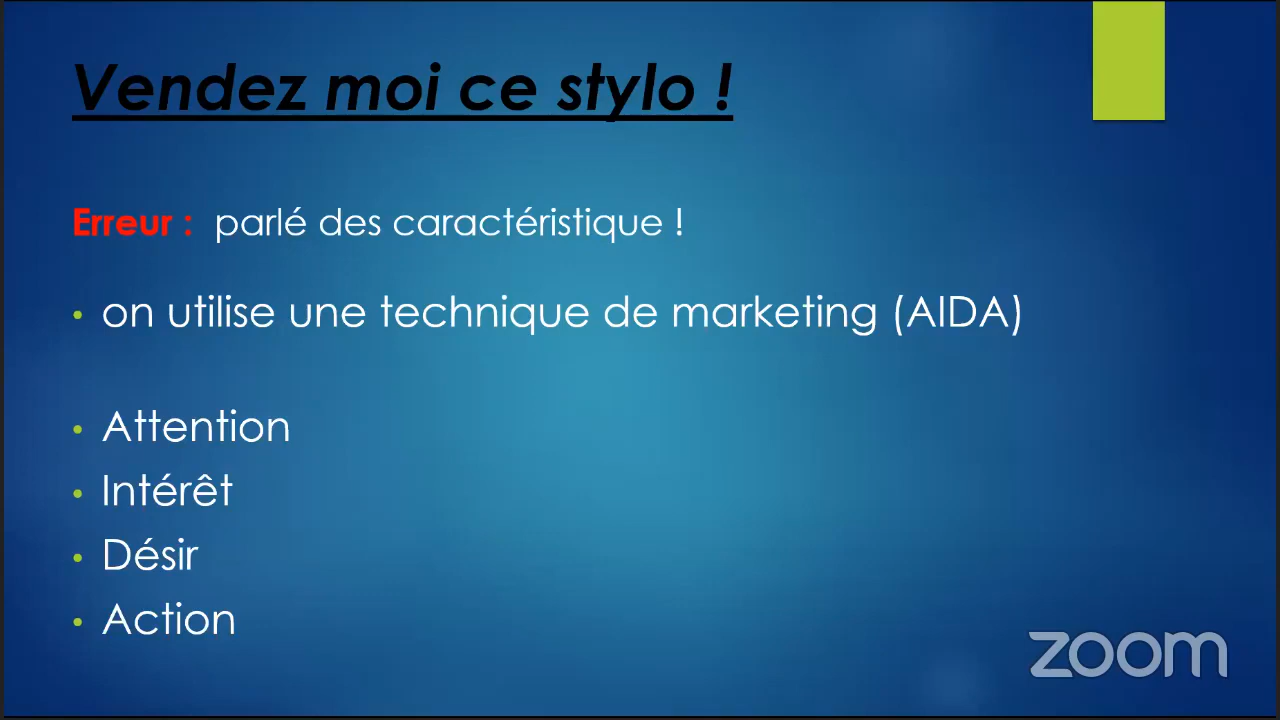 Vendez moi ce stylo !
Erreur : parlé des caractéristique !
• on utilise une technique de marketing (AIDA)
• Attention
• Intérêt
• Désir
• Action
zoom